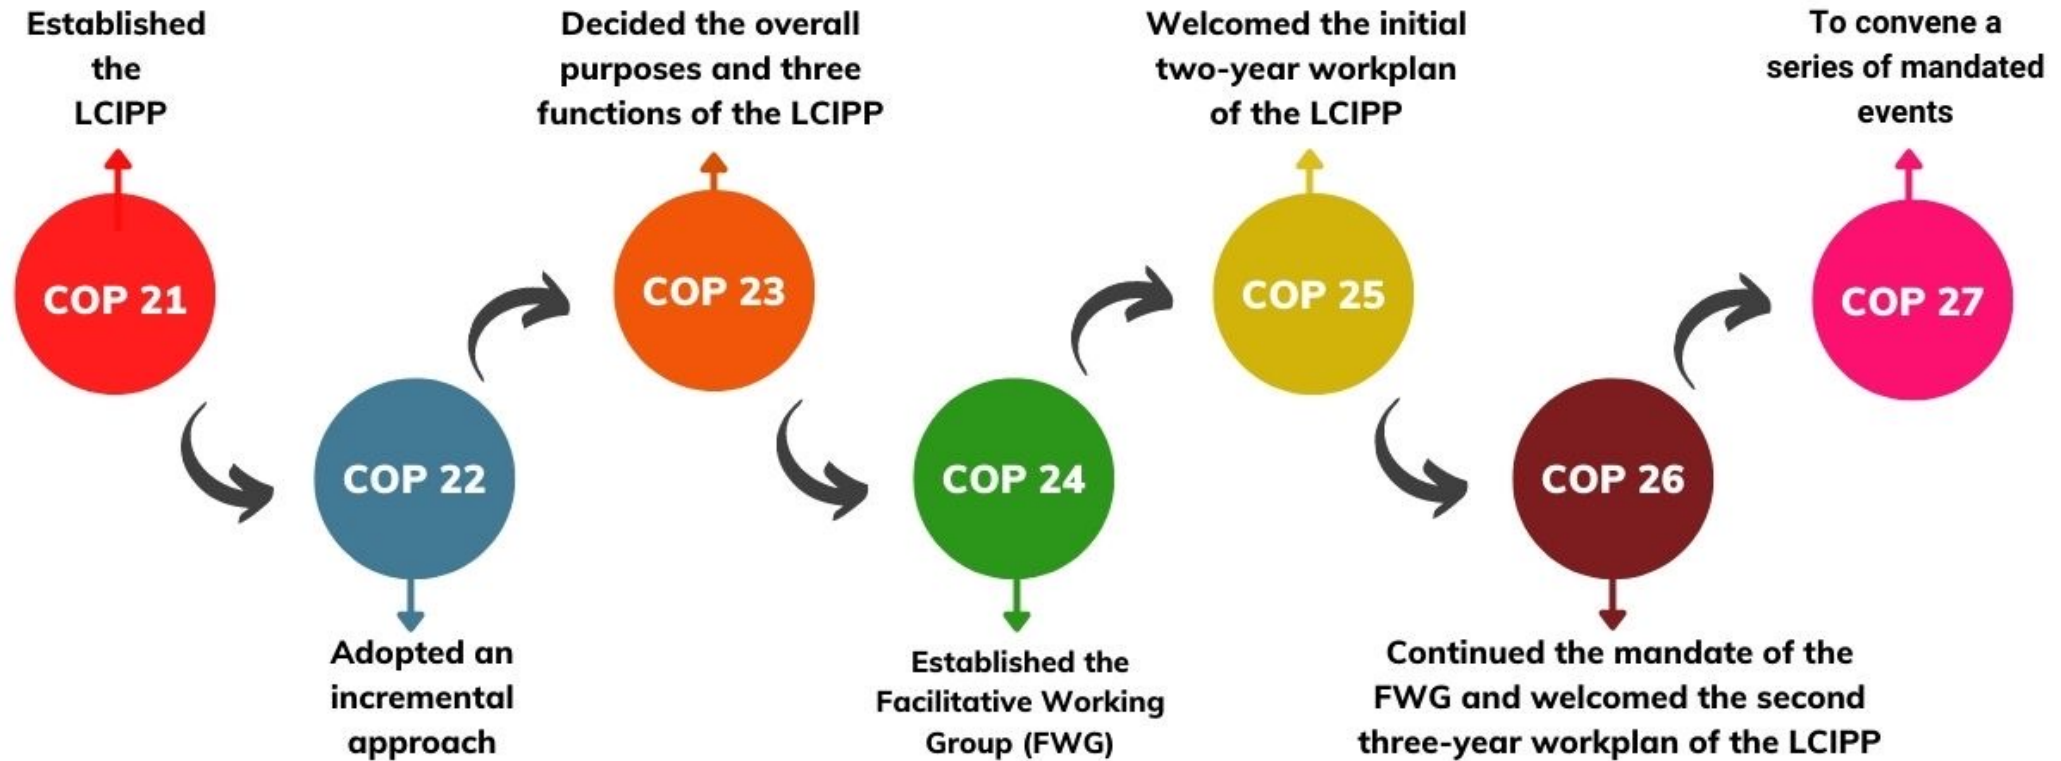 Established
the
LCIPP
COP 21
COP 22
Adopted an
incremental
approach
Decided the overall
purposes and three
functions of the LCIPP
COP 23
COP 24
Established the
Facilitative Working
Group (FWG)
Welcomed the initial
two-year workplan
of the LCIPP
COP 25
COP 26
Continued the mandate of the
FWG and welcomed the second
three-year workplan of the LCIPP
To convene a
series of mandated
events
COP 27